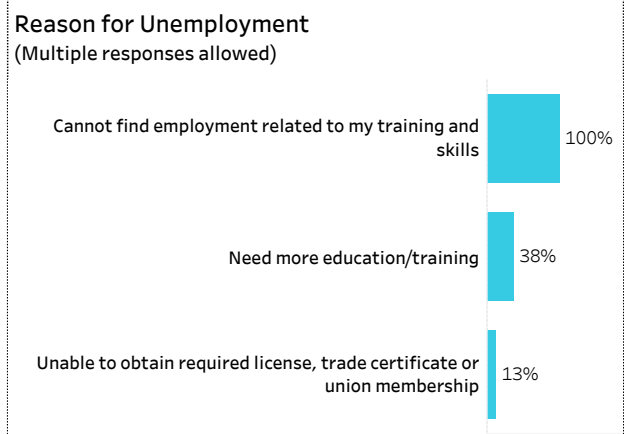 Reason for Unemployment
(Multiple responses allowed)
Cannot find employment related to my training and
skills
100%
Need more education/training
38%
Unable to obtain required license, trade certificate or
union membership
13%